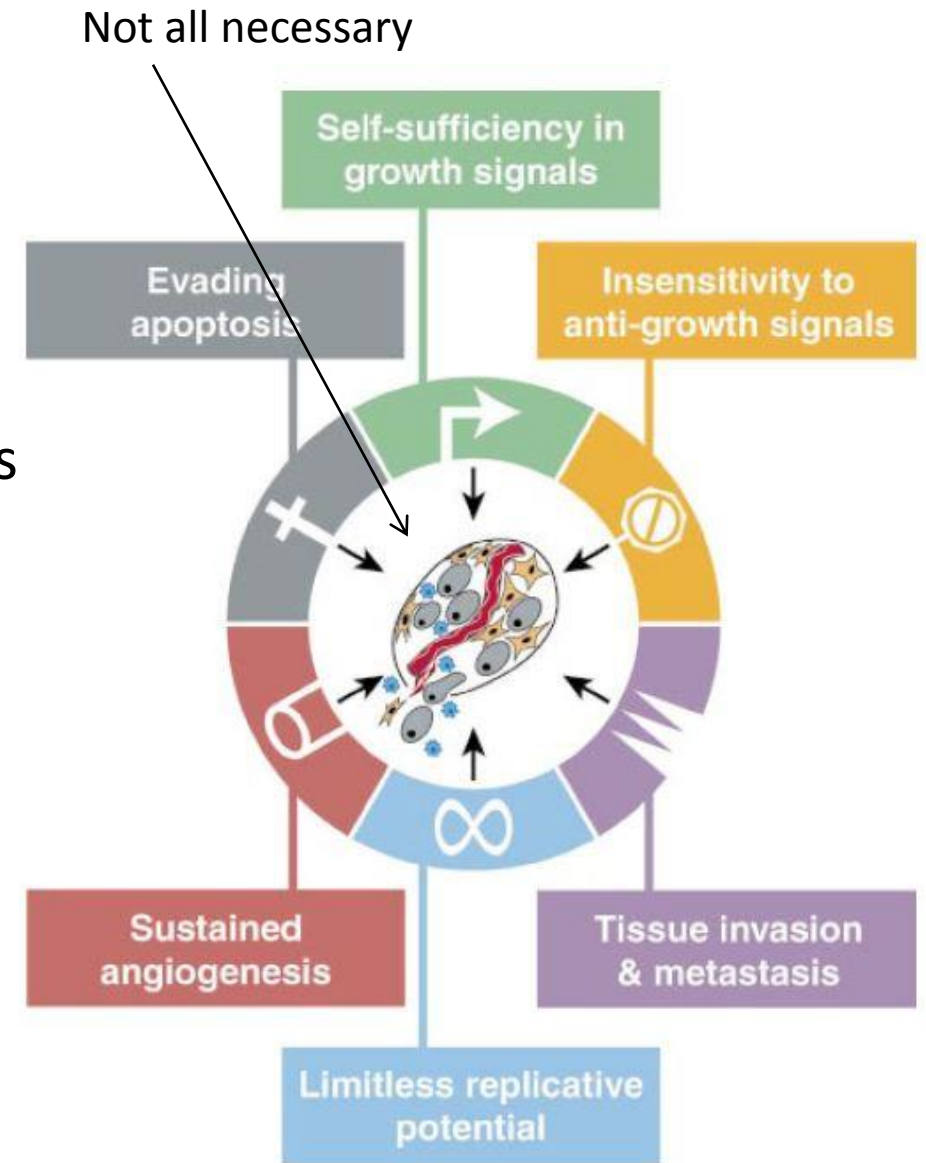 Not all necessary
Self-sufficiency in
growth signals
Evading
apoptosis
Insensitivity to
anti-growth signals
s
Sustained
angiogenesis
Tissue invasion
& metastasis
Limitless replicative
potential